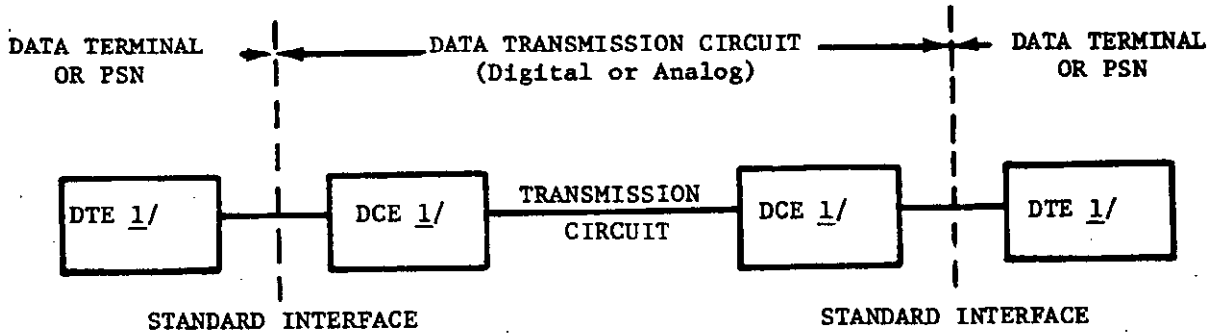 DATA TERMINAL
OR PSN
DATA TRANSMISSION CIRCUIT
(Digital or Analog)
DATA TERMINAL
OR PSN
DTE 1/
DCE 1/
TRANSMISSION
CIRCUIT
DCE 1/
DTE 1/
STANDARD INTERFACE
STANDARD INTERFACE